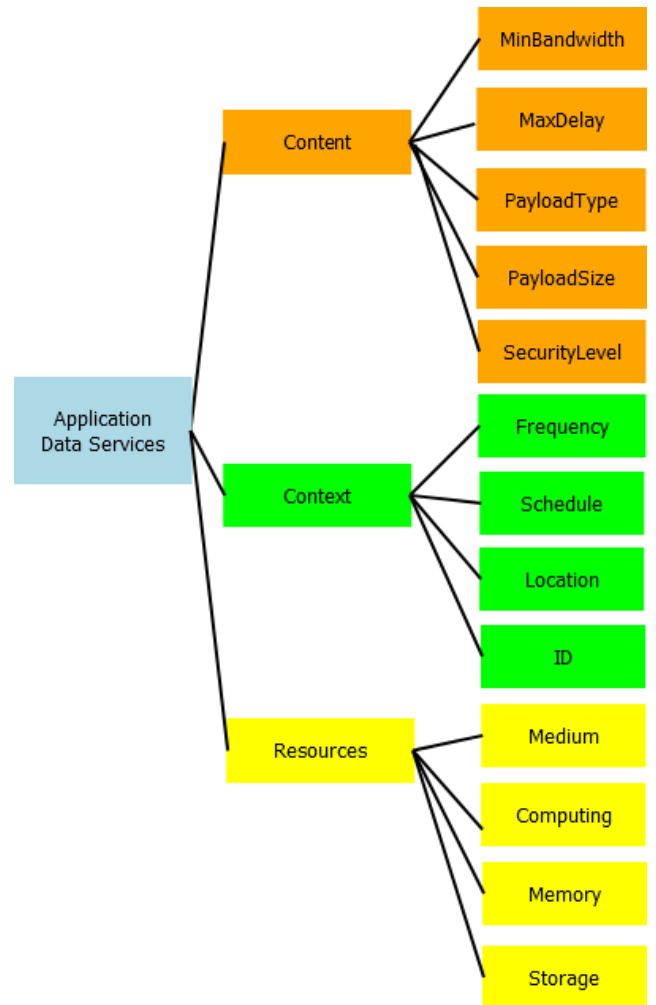 MinBandwidth
MaxDelay
Content
PayloadType
PayloadSize
SecurityLevel
Application
Data Services
Frequency
Context
Schedule
Location
ID
Medium
Resources
Computing
Memory
Storage